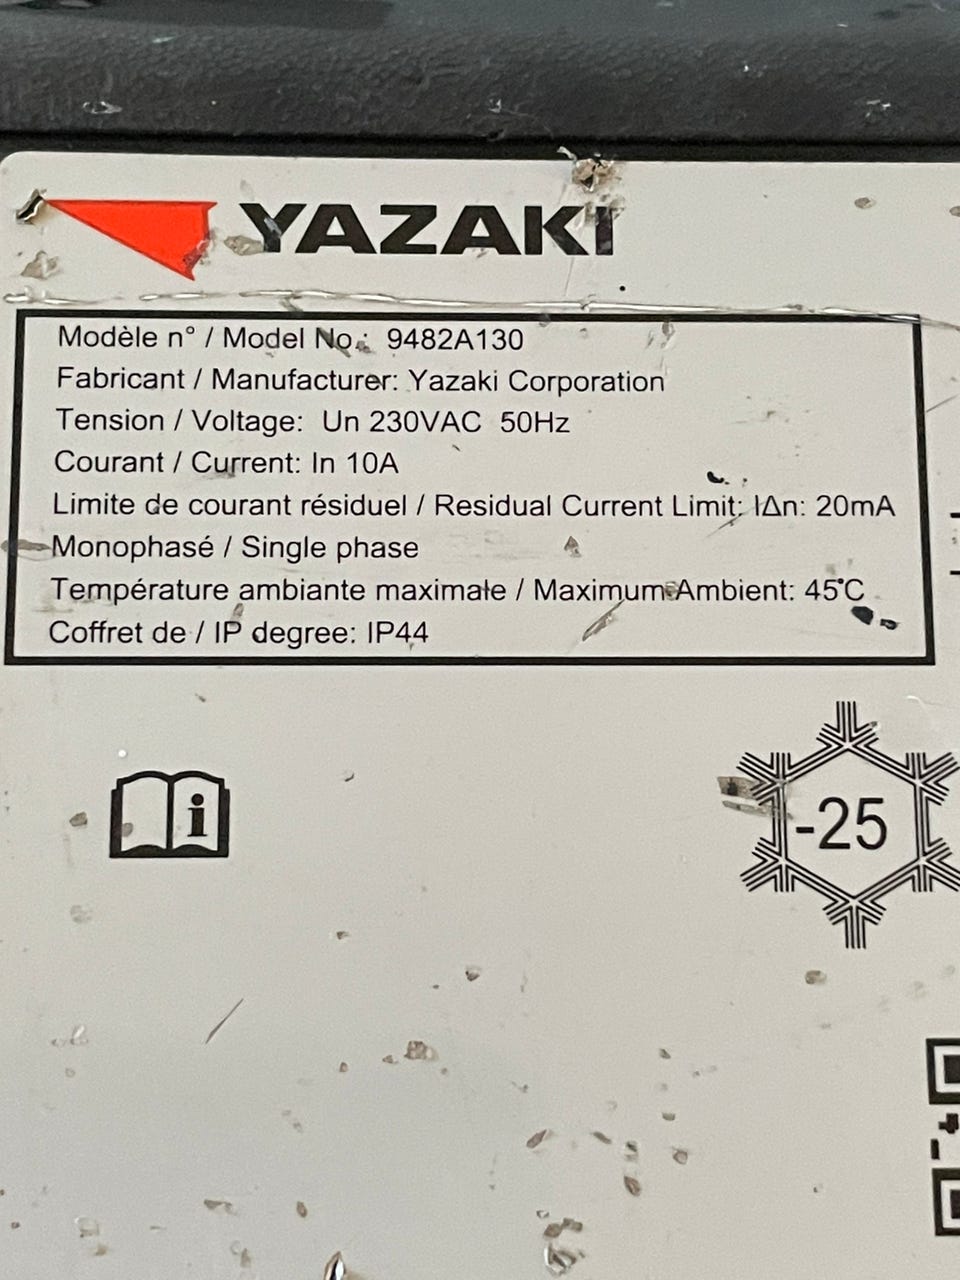 YAZAKI
Modèle n° / Model No.: 9482A130
Fabricant / Manufacturer: Yazaki Corporation
Tension / Voltage: Un 230VAC 50Hz
Courant / Current: In 10A
Limite de courant résiduel / Residual Current Limit: IΔn: 20mA
Monophasé / Single phase
Température ambiante maximale / Maximum Ambient: 45°C
Coffret de / IP degree: IP44
i
-25